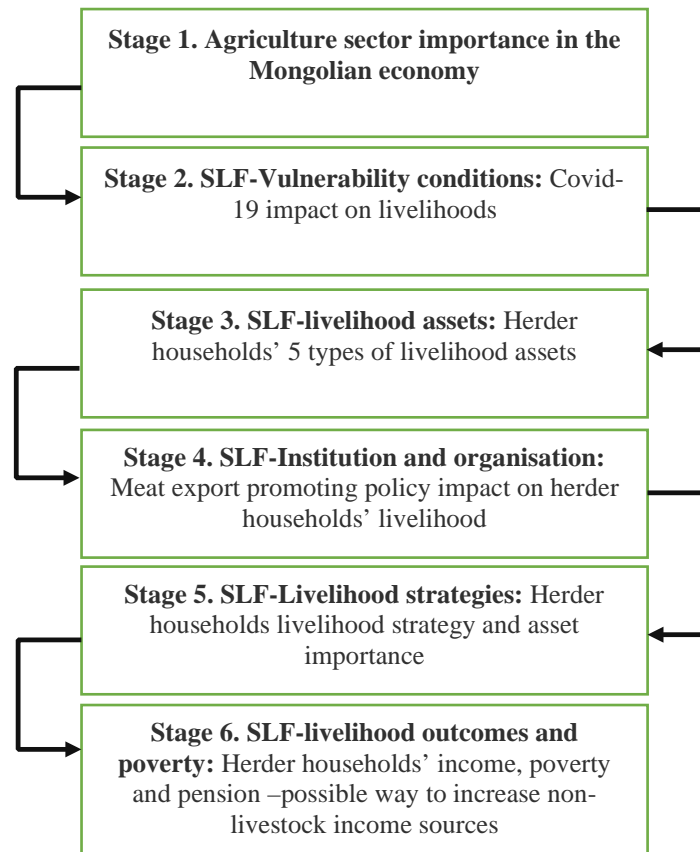 Stage 1. Agriculture sector importance in the
Mongolian economy
Stage 2. SLF-Vulnerability conditions: Covid-
19 impact on livelihoods
Stage 3. SLF-livelihood assets: Herder
households’ 5 types of livelihood assets
Stage 4. SLF-Institution and organisation:
Meat export promoting policy impact on herder
households’ livelihood
Stage 5. SLF-Livelihood strategies: Herder
households livelihood strategy and asset
importance
Stage 6. SLF-livelihood outcomes and
poverty: Herder households’ income, poverty
and pension –possible way to increase non-
livestock income sources